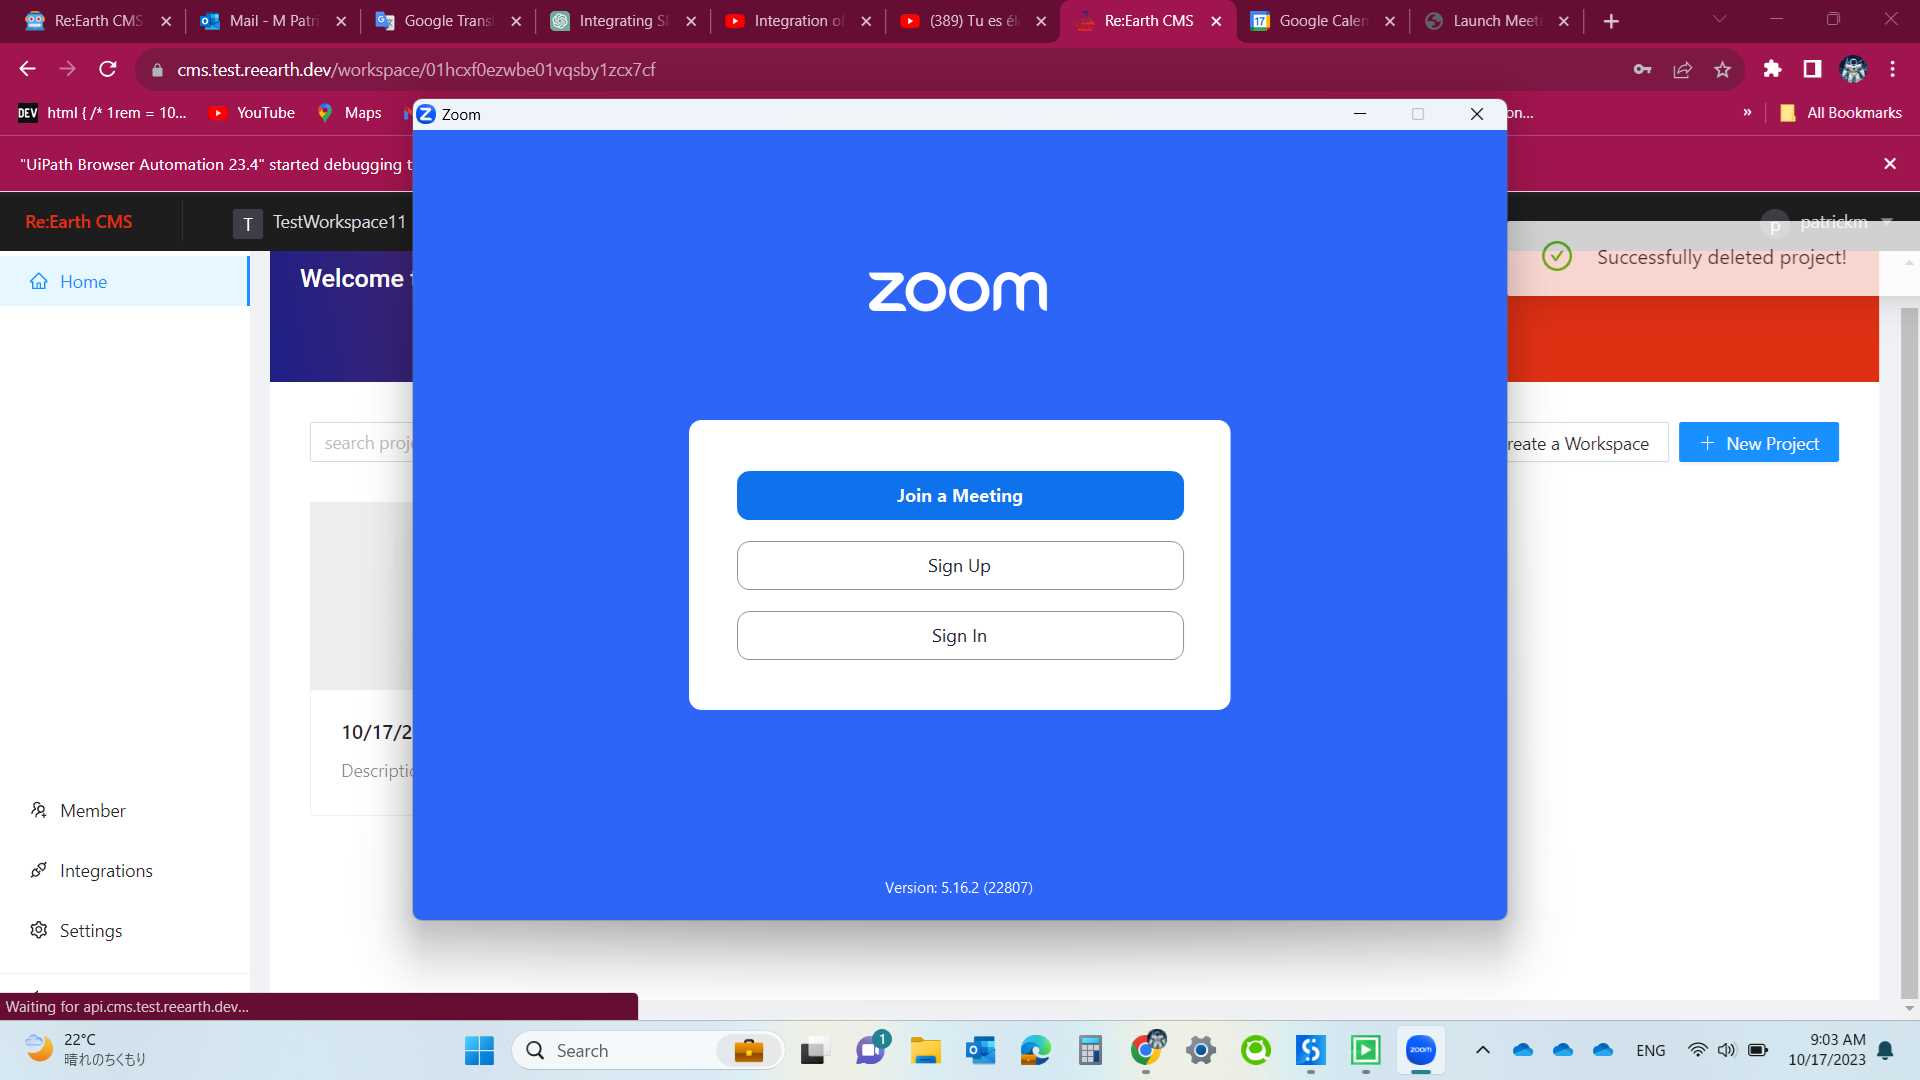 Re:Earth CMS
Mail - M Patri
Google Transl
Integrating Sl
Integration of
(389) Tu es él
Re:Earth CMS
Google Calen
Launch Meeti
cms.test.reearth.dev/workspace/01hcxf0ezwbe01vqsby1zcx7cf
DEV
html { /* 1rem = 10...
YouTube
Maps
Zoom
on...
»
All Bookmarks
"UiPath Browser Automation 23.4" started debugging t
Re:Earth CMS
T
TestWorkspace11
p
patrickm
Successfully deleted project!
Home
Welcome
zoom
search proj
reate a Workspace
+ New Project
Join a Meeting
Sign Up
Sign In
10/17/2
Descriptio
Member
Integrations
Settings
Version: 5.16.2 (22807)
Waiting for api.cms.test.reearth.dev...
22°C
晴れのちくもり
Search
1
zoom
ENG
9:03 AM
10/17/2023